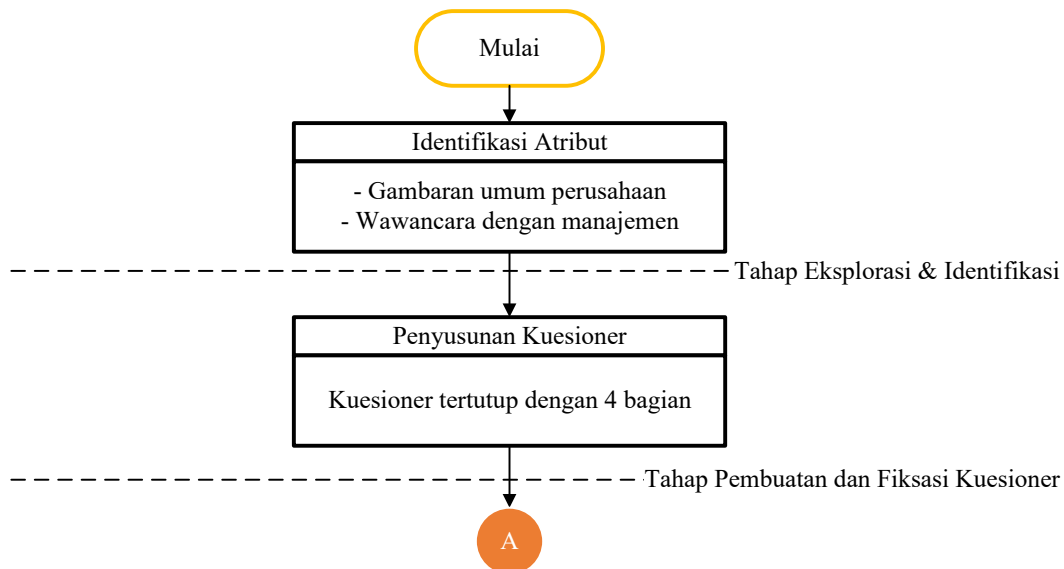 Mulai
Identifikasi Atribut
- Gambaran umum perusahaan
- Wawancara dengan manajemen
Tahap Eksplorasi & Identifikasi
Penyusunan Kuesioner
Kuesioner tertutup dengan 4 bagian
Tahap Pembuatan dan Fiksasi Kuesioner
A